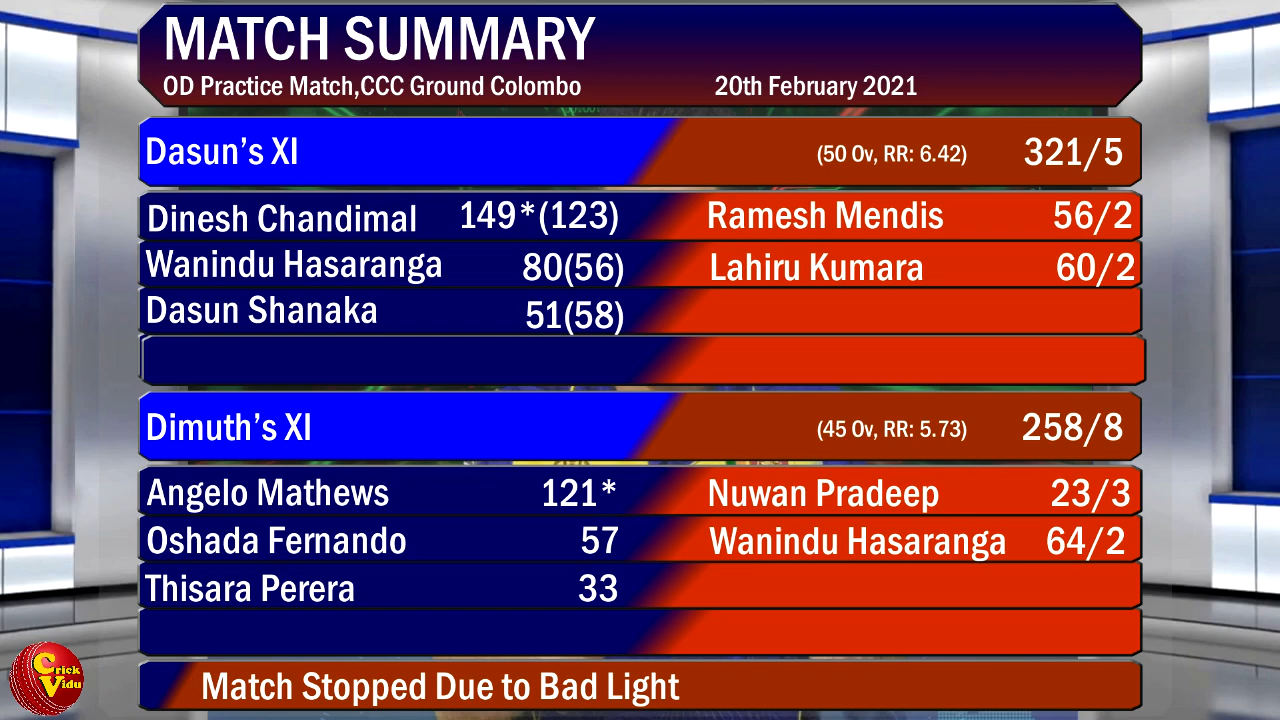 MATCH SUMMARY
OD Practice Match,CCC Ground Colombo 20th February 2021
Dasun's XI (50 Ov, RR: 6.42) 321/5
Dinesh Chandimal 149*(123) Ramesh Mendis 56/2
Wanindu Hasaranga 80(56) Lahiru Kumara 60/2
Dasun Shanaka 51(58)
Dimuth's XI (45 Ov, RR: 5.73) 258/8
Angelo Mathews 121* Nuwan Pradeep 23/3
Oshada Fernando 57 Wanindu Hasaranga 64/2
Thisara Perera 33
Match Stopped Due to Bad Light
Crick
Vidu